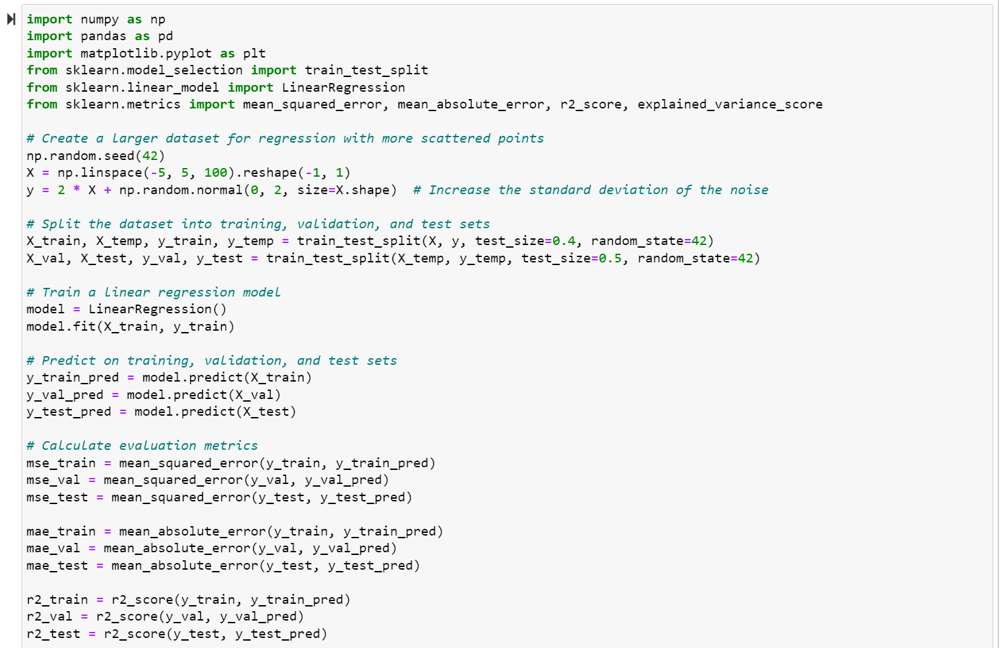 import numpy as np
import pandas as pd
import matplotlib.pyplot as plt
from sklearn.model_selection import train_test_split
from sklearn.linear_model import LinearRegression
from sklearn.metrics import mean_squared_error, mean_absolute_error, r2_score, explained_variance_score

# Create a larger dataset for regression with more scattered points
np.random.seed(42)
X = np.linspace(-5, 5, 100).reshape(-1, 1)
y = 2 * X + np.random.normal(0, 2, size=X.shape)  # Increase the standard deviation of the noise

# Split the dataset into training, validation, and test sets
X_train, X_temp, y_train, y_temp = train_test_split(X, y, test_size=0.4, random_state=42)
X_val, X_test, y_val, y_test = train_test_split(X_temp, y_temp, test_size=0.5, random_state=42)

# Train a linear regression model
model = LinearRegression()
model.fit(X_train, y_train)

# Predict on training, validation, and test sets
y_train_pred = model.predict(X_train)
y_val_pred = model.predict(X_val)
y_test_pred = model.predict(X_test)

# Calculate evaluation metrics
mse_train = mean_squared_error(y_train, y_train_pred)
mse_val = mean_squared_error(y_val, y_val_pred)
mse_test = mean_squared_error(y_test, y_test_pred)

mae_train = mean_absolute_error(y_train, y_train_pred)
mae_val = mean_absolute_error(y_val, y_val_pred)
mae_test = mean_absolute_error(y_test, y_test_pred)

r2_train = r2_score(y_train, y_train_pred)
r2_val = r2_score(y_val, y_val_pred)
r2_test = r2_score(y_test, y_test_pred)